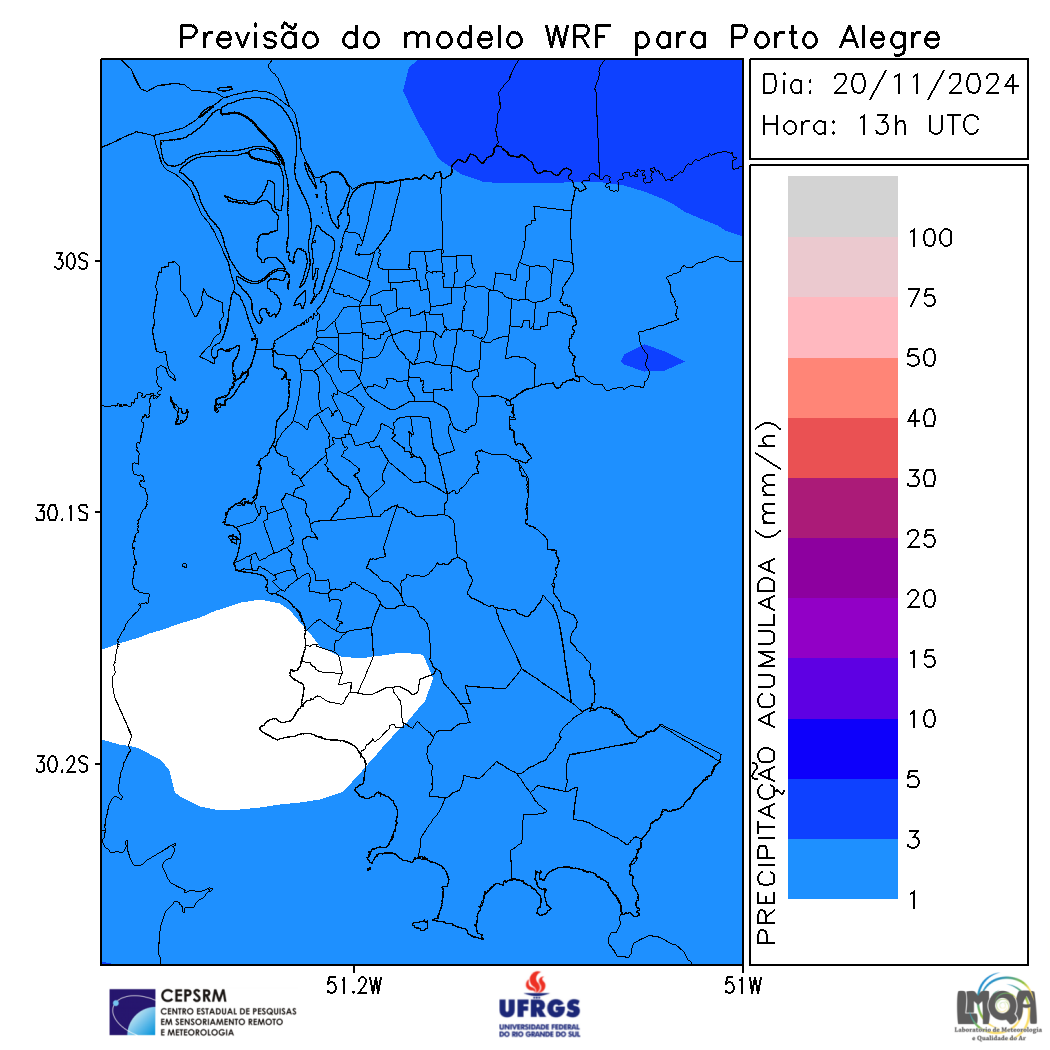 Previsão do modelo WRF para Porto Alegre
Dia: 20/11/2024
Hora: 13h UTC
30S
30.1S
30.2S
51.2W
51W
PRECIPITAÇÃO ACUMULADA (mm/h)
100
75
50
40
30
25
20
15
10
5
3
1
CEPSRM
CENTRO ESTADUAL DE PESQUISAS
EM SENSORIAMENTO REMOTO
E METEOROLOGIA
UFRGS
UNIVERSIDADE FEDERAL
DO RIO GRANDE DO SUL
LMQA
Laboratório de Meteorologia
e Qualidade do Ar